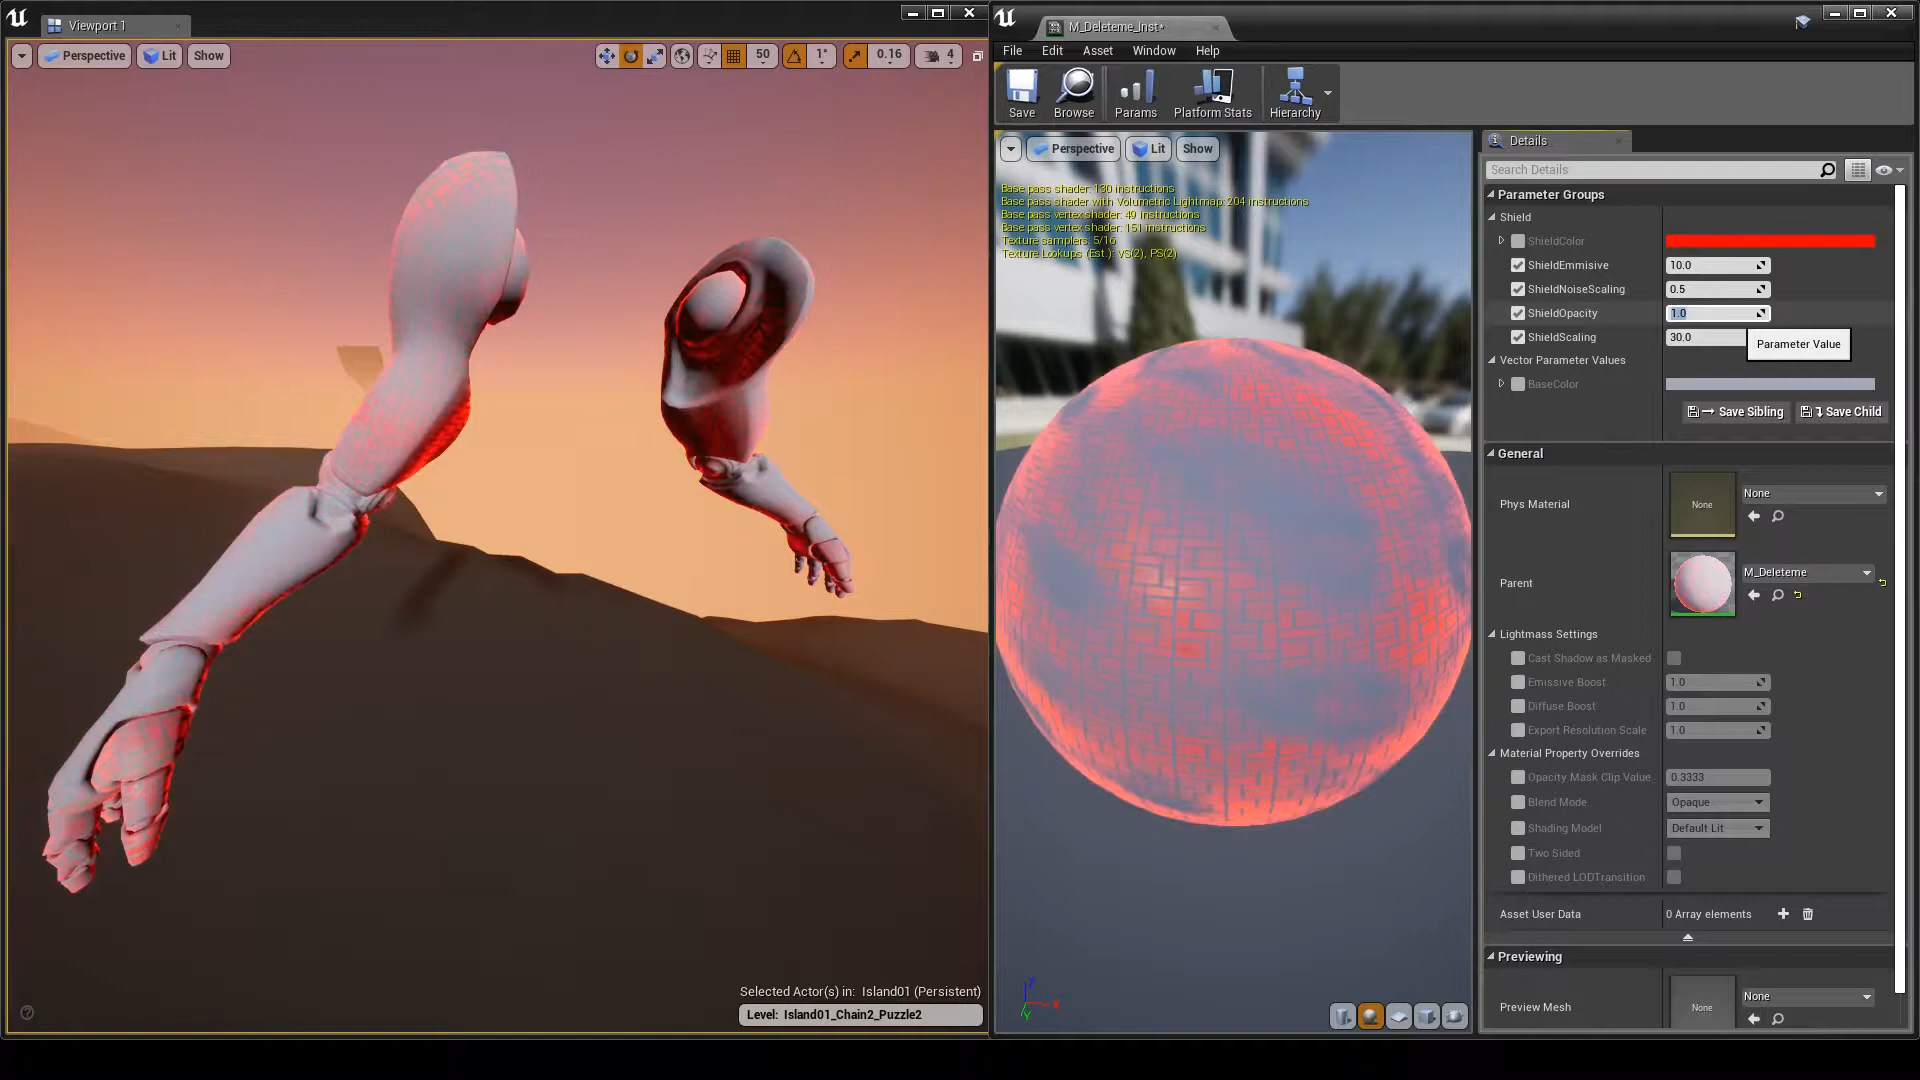 Viewport 1
Perspective
Lit
Show
50
1°
0.16
4
Selected Actor(s) in: Island01 (Persistent)
Level: Island01_Chain2_Puzzle2
M_Deleteme_Inst*
File Edit Asset Window Help
Save
Browse
Params
Platform Stats
Hierarchy
Perspective
Lit
Show
Base pass shader: 130 instructions
Base pass shader with Volumetric Lightmap: 204 instructions
Base pass vertex shader: 49 instructions
Base pass vertex shader: 151 instructions
Texture samplers: 5/16
Texture Lookups (Est.): VS(2), PS(2)
Details
Search Details
Parameter Groups
Shield
ShieldColor
ShieldEmmisive 10.0
ShieldNoiseScaling 0.5
ShieldOpacity 1.0
ShieldScaling 30.0
Parameter Value
Vector Parameter Values
BaseColor
Save Sibling
Save Child
General
Phys Material
None
None
Parent
M_Deleteme
Lightmass Settings
Cast Shadow as Masked
Emissive Boost 1.0
Diffuse Boost 1.0
Export Resolution Scale 1.0
Material Property Overrides
Opacity Mask Clip Value 0.3333
Blend Mode Opaque
Shading Model Default Lit
Two Sided
Dithered LODTransition
Asset User Data 0 Array elements
Previewing
Preview Mesh
None
None